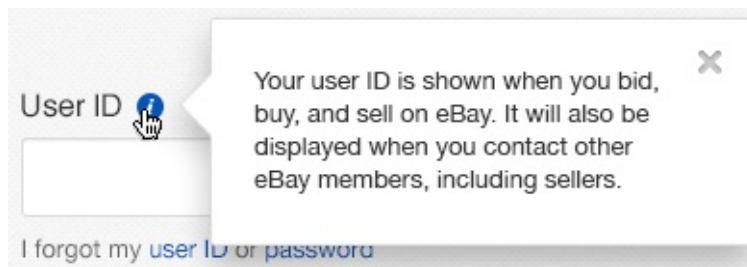 User ID
Your user ID is shown when you bid,
buy, and sell on eBay. It will also be
displayed when you contact other
eBay members, including sellers.
I forgot my user ID or password